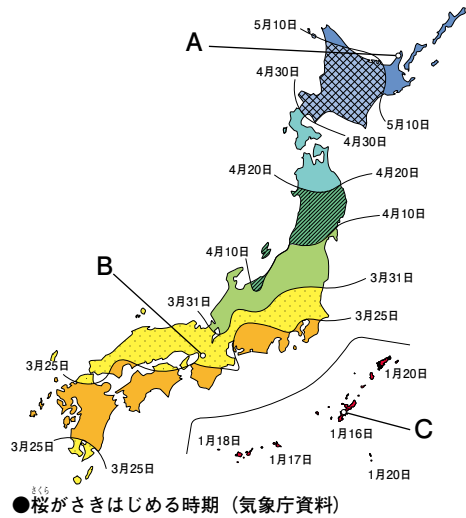 5月10日
A
4月30日
5月10日
4月30日
4月20日
4月20日
4月10日
4月10日
B
3月31日
3月31日
3月25日
3月25日
1月20日
1月16日
C
1月18日
3月25日
1月17日
3月25日
1月20日
さくら
●桜がさきはじめる時期（気象庁資料）